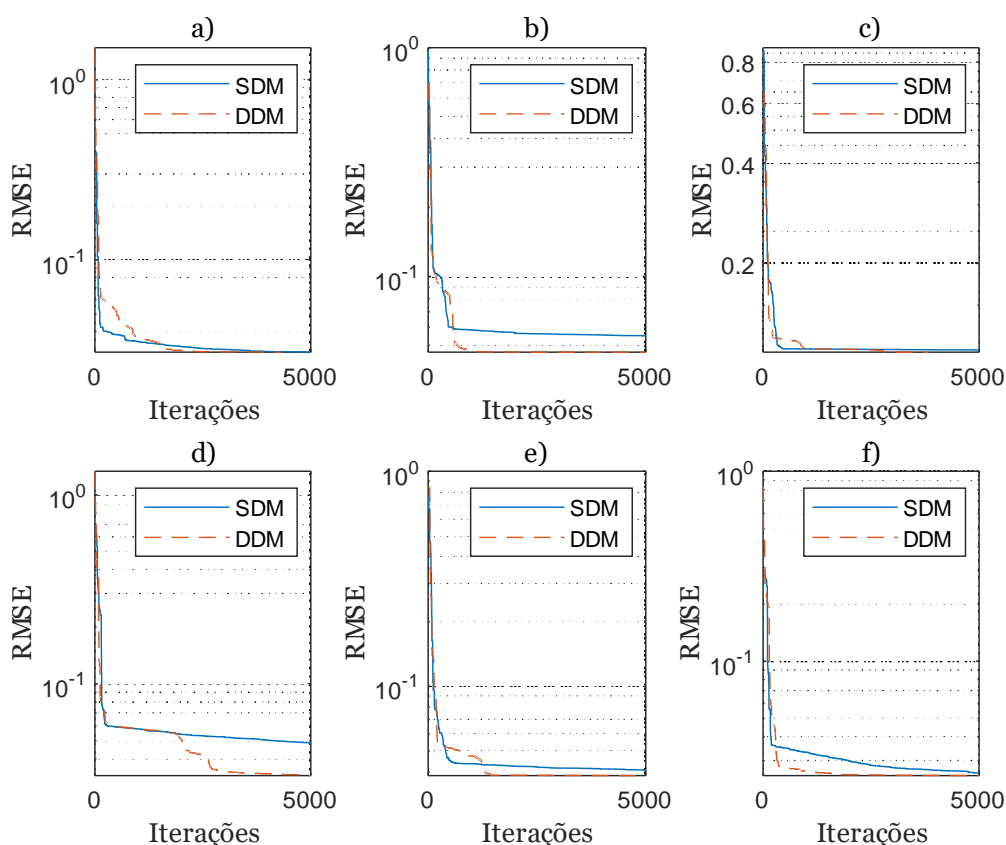 a)
10^0
10^-1
RMSE
SDM
DDM
0
5000
Iterações
b)
10^0
10^-1
RMSE
SDM
DDM
0
5000
Iterações
c)
0.8
0.6
0.4
0.2
RMSE
SDM
DDM
0
5000
Iterações
d)
10^0
10^-1
RMSE
SDM
DDM
0
5000
Iterações
e)
10^0
10^-1
RMSE
SDM
DDM
0
5000
Iterações
f)
10^0
10^-1
RMSE
SDM
DDM
0
5000
Iterações